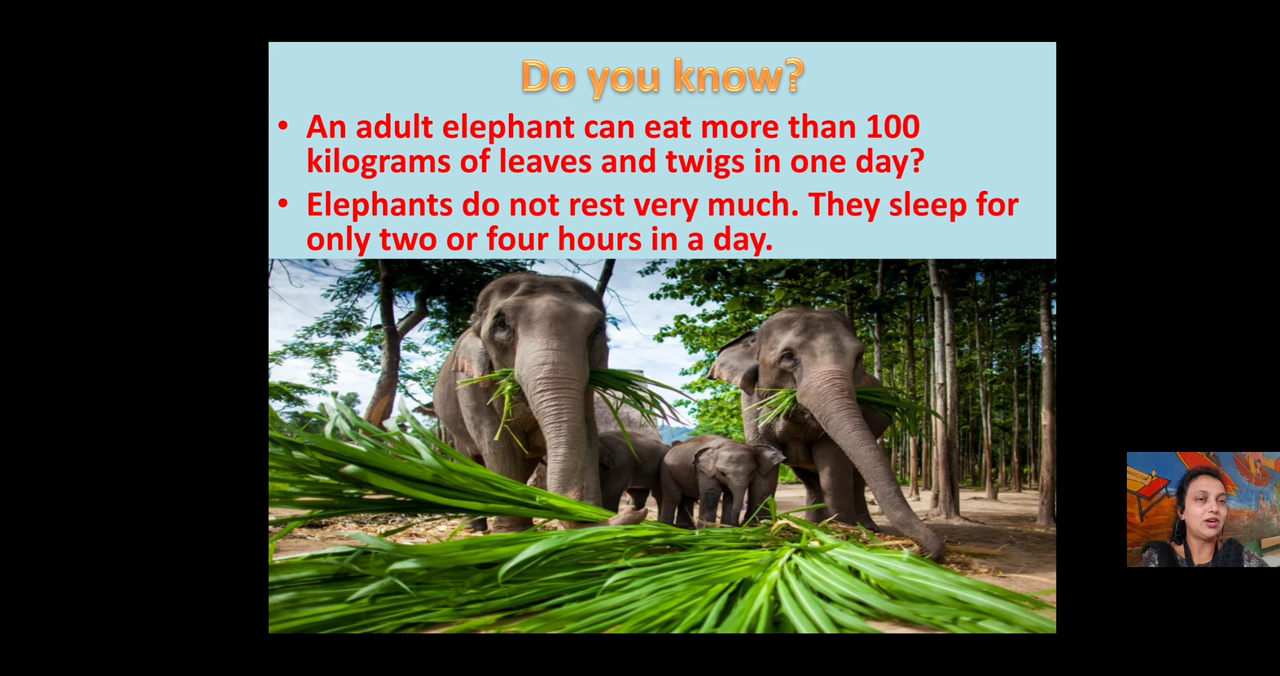 Do you know?
• An adult elephant can eat more than 100
kilograms of leaves and twigs in one day?
• Elephants do not rest very much. They sleep for
only two or four hours in a day.